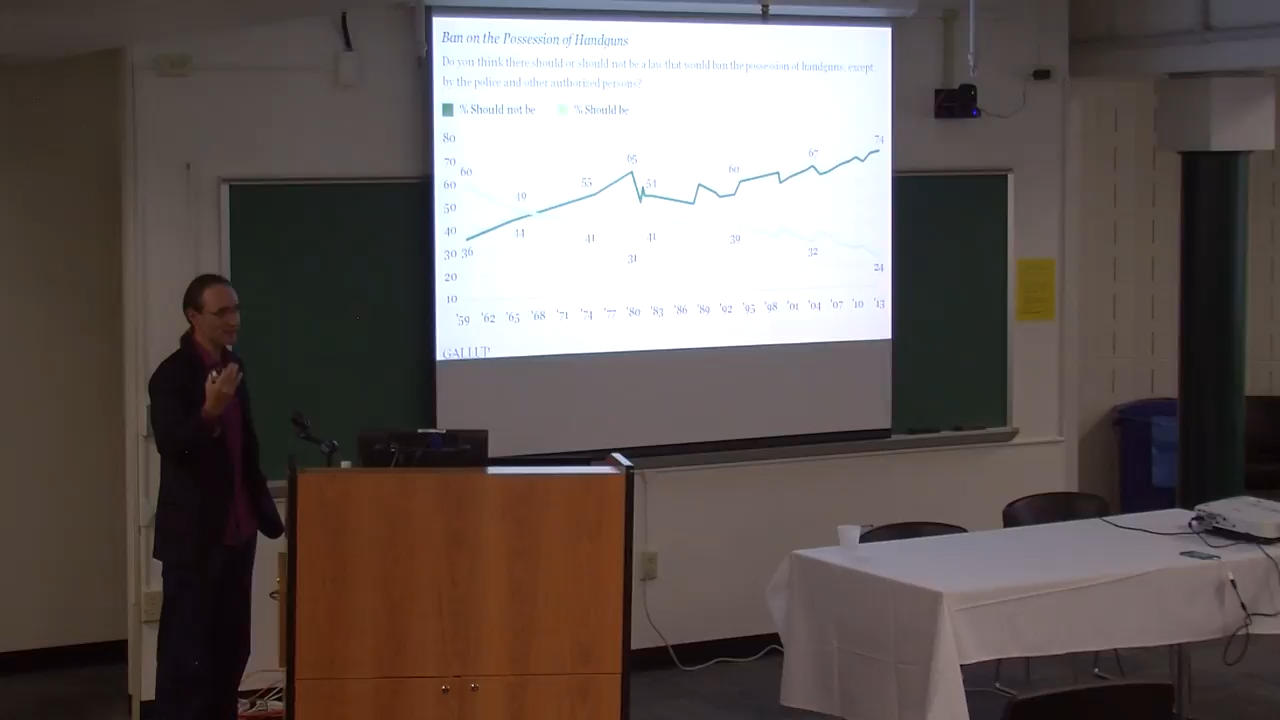 Ban on the Possession of Handguns
Do you think there should or should not be a law that would ban the possession of handguns, except
by the police and other authorized persons?
% Should not be % Should be
80
70
60
50
40
30
20
10
60 49 55 65 54 60 67 74
36 44 41 31 41 39 32 24
'59 '62 '65 '68 '71 '74 '77 '80 '83 '86 '89 '92 '95 '98 '01 '04 '07 '10 '13
GALLUP